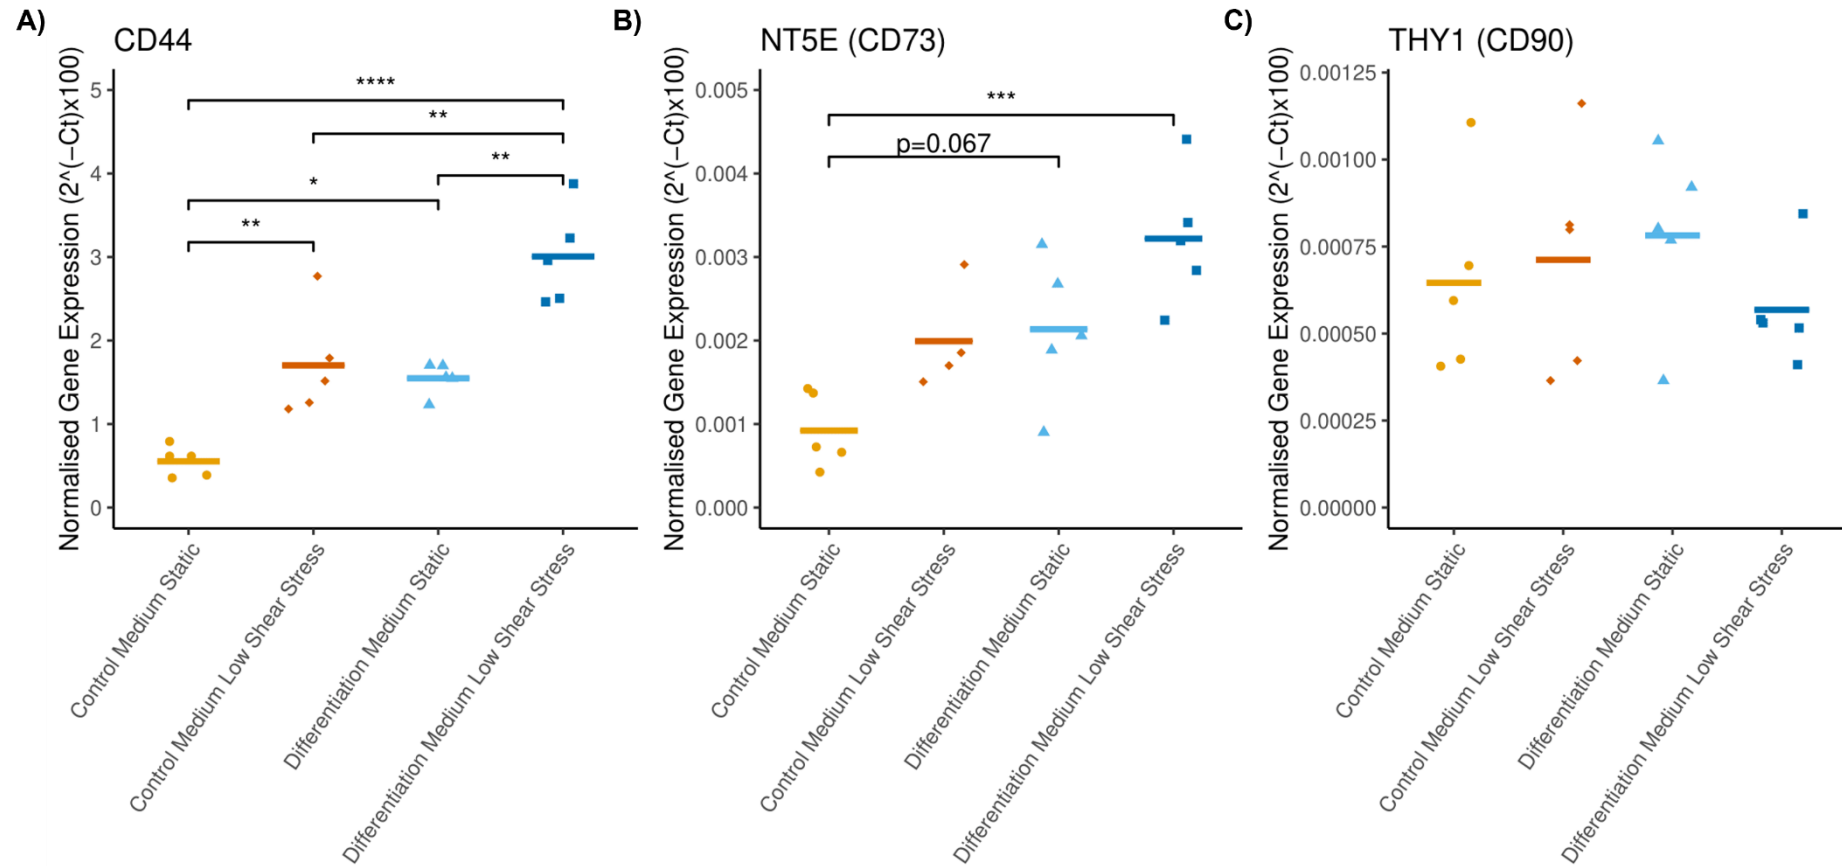 A)
CD44
Normalised Gene Expression (2^(−Ct)x100)
5
4
3
2
1
0
****
**
**
*
**
Control Medium Static
Control Medium Low Shear Stress
Differentiation Medium Static
Differentiation Medium Low Shear Stress
B)
NT5E (CD73)
Normalised Gene Expression (2^(−Ct)x100)
0.005
0.004
0.003
0.002
0.001
0.000
***
p=0.067
Control Medium Static
Control Medium Low Shear Stress
Differentiation Medium Static
Differentiation Medium Low Shear Stress
C)
THY1 (CD90)
Normalised Gene Expression (2^(−Ct)x100)
0.00125
0.00100
0.00075
0.00050
0.00025
0.00000
Control Medium Static
Control Medium Low Shear Stress
Differentiation Medium Static
Differentiation Medium Low Shear Stress